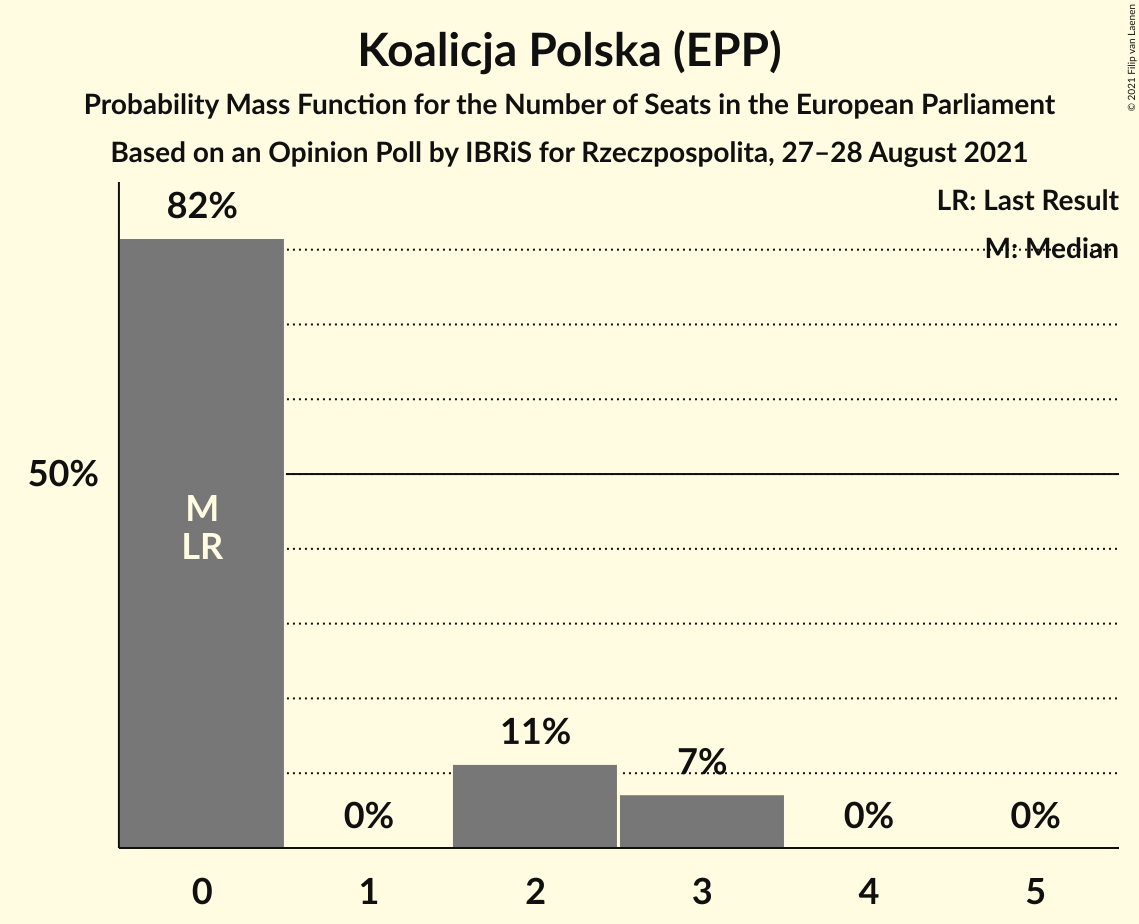 Koalicja Polska (EPP)
Probability Mass Function for the Number of Seats in the European Parliament
Based on an Opinion Poll by IBRiS for Rzeczpospolita, 27–28 August 2021
© 2021 Filip van Laenen
LR: Last Result
M: Median
82%
50%
M
LR
0%
11%
7%
0%
0%
0 1 2 3 4 5